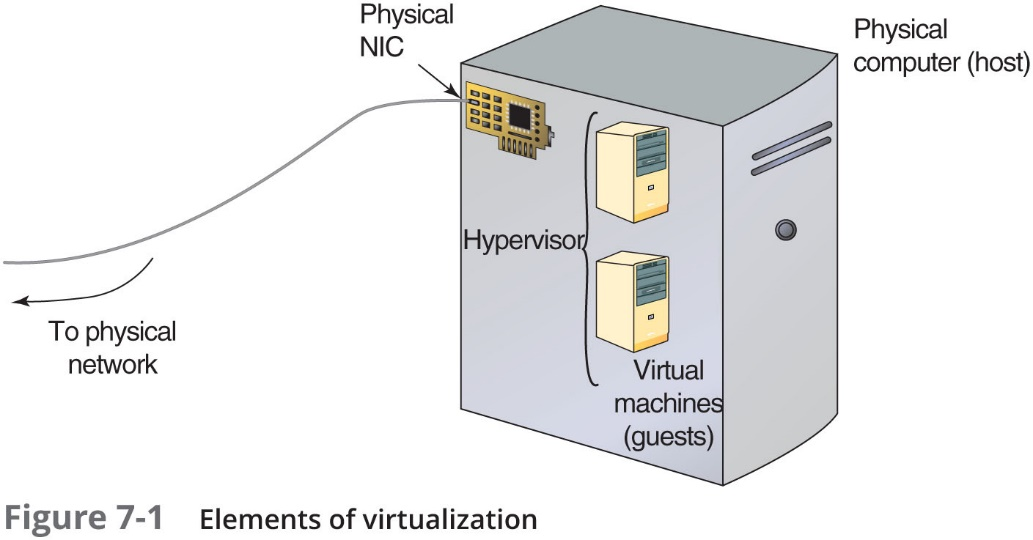 Physical
NIC
Physical
computer (host)
Hypervisor
To physical
network
Virtual
machines
(guests)
Figure 7-1 Elements of virtualization